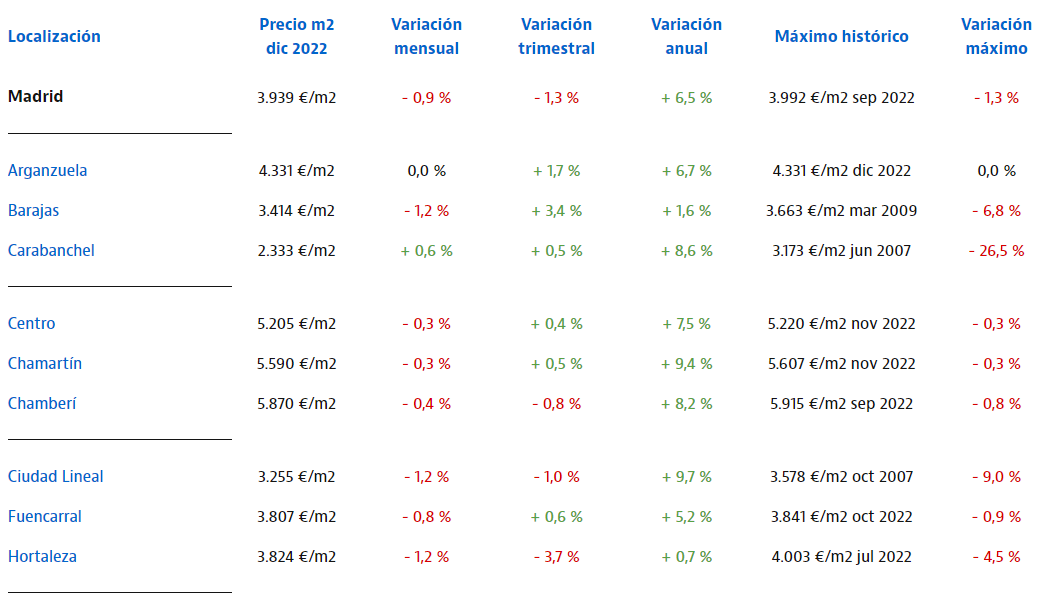 Localización Precio m2 dic 2022 Variación mensual Variación trimestral Variación anual Máximo histórico Variación máximo
Madrid 3.939 €/m2 - 0,9 % - 1,3 % + 6,5 % 3.992 €/m2 sep 2022 - 1,3 %
Arganzuela 4.331 €/m2 0,0 % + 1,7 % + 6,7 % 4.331 €/m2 dic 2022 0,0 %
Barajas 3.414 €/m2 - 1,2 % + 3,4 % + 1,6 % 3.663 €/m2 mar 2009 - 6,8 %
Carabanchel 2.333 €/m2 + 0,6 % + 0,5 % + 8,6 % 3.173 €/m2 jun 2007 - 26,5 %
Centro 5.205 €/m2 - 0,3 % + 0,4 % + 7,5 % 5.220 €/m2 nov 2022 - 0,3 %
Chamartín 5.590 €/m2 - 0,3 % + 0,5 % + 9,4 % 5.607 €/m2 nov 2022 - 0,3 %
Chamberí 5.870 €/m2 - 0,4 % - 0,8 % + 8,2 % 5.915 €/m2 sep 2022 - 0,8 %
Ciudad Lineal 3.255 €/m2 - 1,2 % - 1,0 % + 9,7 % 3.578 €/m2 oct 2007 - 9,0 %
Fuencarral 3.807 €/m2 - 0,8 % + 0,6 % + 5,2 % 3.841 €/m2 oct 2022 - 0,9 %
Hortaleza 3.824 €/m2 - 1,2 % - 3,7 % + 0,7 % 4.003 €/m2 jul 2022 - 4,5 %